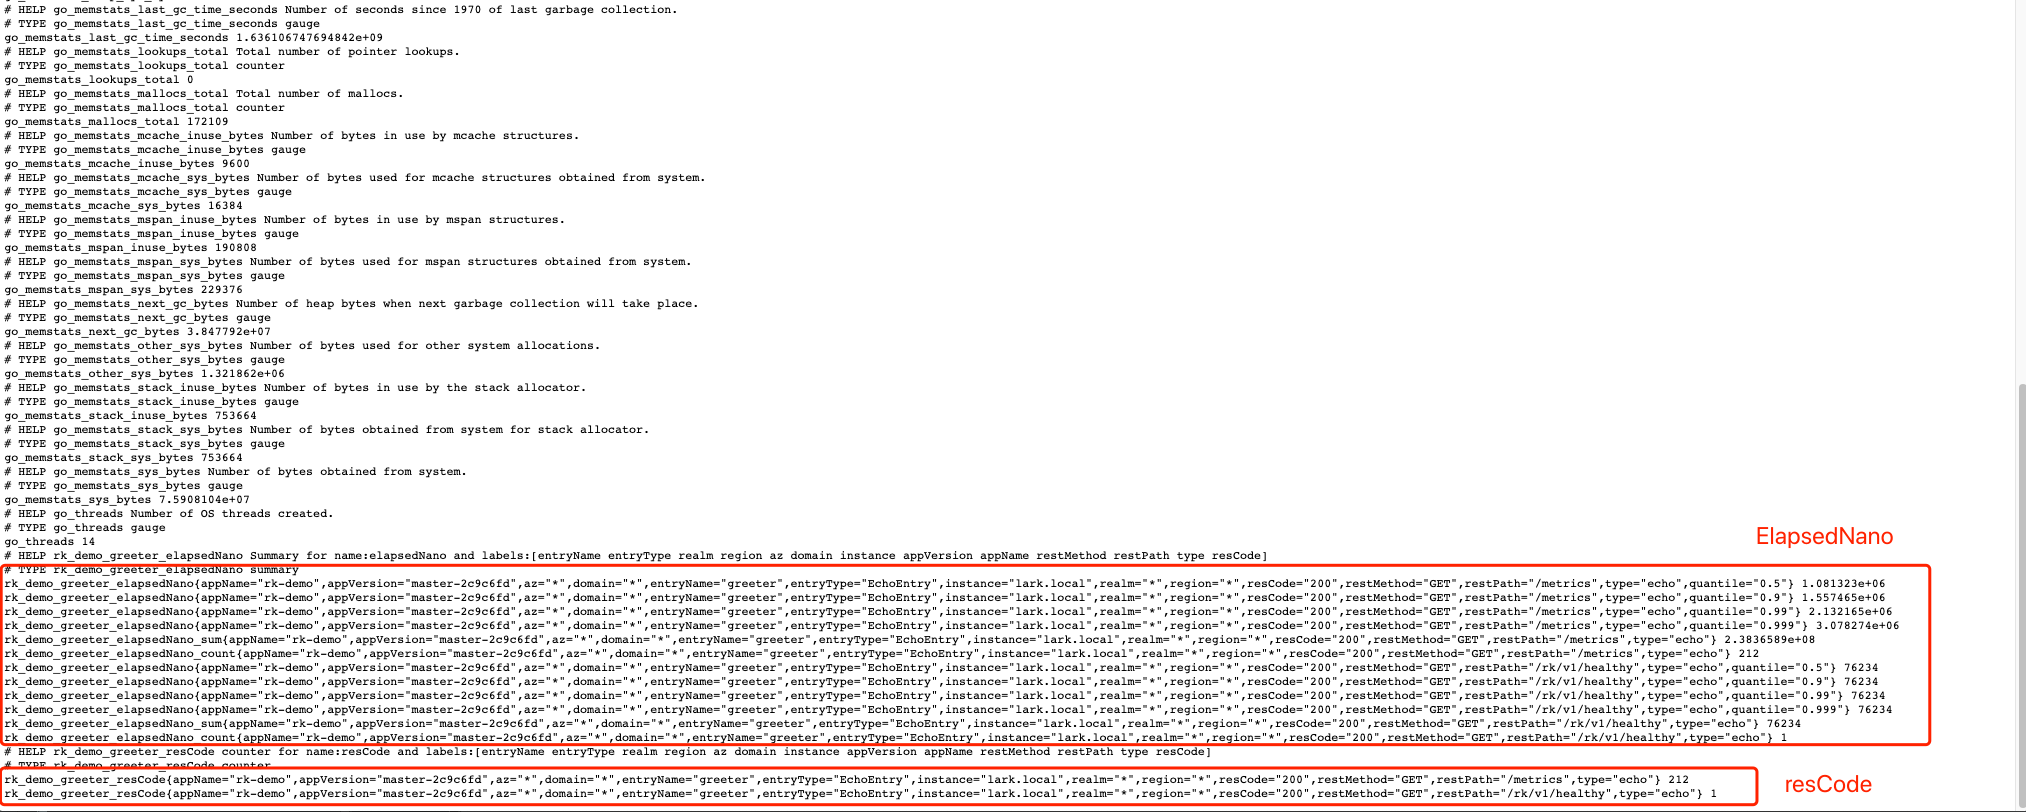 # HELP go_memstats_last_gc_time_seconds Number of seconds since 1970 of last garbage collection.
# TYPE go_memstats_last_gc_time_seconds gauge
go_memstats_last_gc_time_seconds 1.636106747694842e+09
# HELP go_memstats_lookups_total Total number of pointer lookups.
# TYPE go_memstats_lookups_total counter
go_memstats_lookups_total 0
# HELP go_memstats_mallocs_total Total number of mallocs.
# TYPE go_memstats_mallocs_total counter
go_memstats_mallocs_total 172109
# HELP go_memstats_mcache_inuse_bytes Number of bytes in use by mcache structures.
# TYPE go_memstats_mcache_inuse_bytes gauge
go_memstats_mcache_inuse_bytes 9600
# HELP go_memstats_mcache_sys_bytes Number of bytes used for mcache structures obtained from system.
# TYPE go_memstats_mcache_sys_bytes gauge
go_memstats_mcache_sys_bytes 16384
# HELP go_memstats_mspan_inuse_bytes Number of bytes in use by mspan structures.
# TYPE go_memstats_mspan_inuse_bytes gauge
go_memstats_mspan_inuse_bytes 190808
# HELP go_memstats_mspan_sys_bytes Number of bytes used for mspan structures obtained from system.
# TYPE go_memstats_mspan_sys_bytes gauge
go_memstats_mspan_sys_bytes 229376
# HELP go_memstats_next_gc_bytes Number of heap bytes when next garbage collection will take place.
# TYPE go_memstats_next_gc_bytes gauge
go_memstats_next_gc_bytes 3.847792e+07
# HELP go_memstats_other_sys_bytes Number of bytes used for other system allocations.
# TYPE go_memstats_other_sys_bytes gauge
go_memstats_other_sys_bytes 1.321862e+06
# HELP go_memstats_stack_inuse_bytes Number of bytes in use by the stack allocator.
# TYPE go_memstats_stack_inuse_bytes gauge
go_memstats_stack_inuse_bytes 753664
# HELP go_memstats_stack_sys_bytes Number of bytes obtained from system for stack allocator.
# TYPE go_memstats_stack_sys_bytes gauge
go_memstats_stack_sys_bytes 753664
# HELP go_memstats_sys_bytes Number of bytes obtained from system.
# TYPE go_memstats_sys_bytes gauge
go_memstats_sys_bytes 7.5908104e+07
# HELP go_threads Number of OS threads created.
# TYPE go_threads gauge
go_threads 14
ElapsedNano
# HELP rk_demo_greeter_elapsedNano Summary for name:elapsedNano and labels:[entryName entryType realm region az domain instance appVersion appName restMethod restPath type resCode]
# TYPE rk_demo_greeter_elapsedNano summary
rk_demo_greeter_elapsedNano{appName="rk-demo",appVersion="master-2c9c6fd",az="*",domain="*",entryName="greeter",entryType="EchoEntry",instance="lark.local",realm="*",region="*",resCode="200",restMethod="GET",restPath="/metrics",type="echo",quantile="0.5"} 1.081323e+06
rk_demo_greeter_elapsedNano{appName="rk-demo",appVersion="master-2c9c6fd",az="*",domain="*",entryName="greeter",entryType="EchoEntry",instance="lark.local",realm="*",region="*",resCode="200",restMethod="GET",restPath="/metrics",type="echo",quantile="0.9"} 1.557465e+06
rk_demo_greeter_elapsedNano{appName="rk-demo",appVersion="master-2c9c6fd",az="*",domain="*",entryName="greeter",entryType="EchoEntry",instance="lark.local",realm="*",region="*",resCode="200",restMethod="GET",restPath="/metrics",type="echo",quantile="0.99"} 2.132165e+06
rk_demo_greeter_elapsedNano{appName="rk-demo",appVersion="master-2c9c6fd",az="*",domain="*",entryName="greeter",entryType="EchoEntry",instance="lark.local",realm="*",region="*",resCode="200",restMethod="GET",restPath="/metrics",type="echo",quantile="0.999"} 3.078274e+06
rk_demo_greeter_elapsedNano_sum{appName="rk-demo",appVersion="master-2c9c6fd",az="*",domain="*",entryName="greeter",entryType="EchoEntry",instance="lark.local",realm="*",region="*",resCode="200",restMethod="GET",restPath="/metrics",type="echo"} 2.3836589e+08
rk_demo_greeter_elapsedNano_count{appName="rk-demo",appVersion="master-2c9c6fd",az="*",domain="*",entryName="greeter",entryType="EchoEntry",instance="lark.local",realm="*",region="*",resCode="200",restMethod="GET",restPath="/metrics",type="echo"} 212
rk_demo_greeter_elapsedNano{appName="rk-demo",appVersion="master-2c9c6fd",az="*",domain="*",entryName="greeter",entryType="EchoEntry",instance="lark.local",realm="*",region="*",resCode="200",restMethod="GET",restPath="/rk/v1/healthy",type="echo",quantile="0.5"} 76234
rk_demo_greeter_elapsedNano{appName="rk-demo",appVersion="master-2c9c6fd",az="*",domain="*",entryName="greeter",entryType="EchoEntry",instance="lark.local",realm="*",region="*",resCode="200",restMethod="GET",restPath="/rk/v1/healthy",type="echo",quantile="0.9"} 76234
rk_demo_greeter_elapsedNano{appName="rk-demo",appVersion="master-2c9c6fd",az="*",domain="*",entryName="greeter",entryType="EchoEntry",instance="lark.local",realm="*",region="*",resCode="200",restMethod="GET",restPath="/rk/v1/healthy",type="echo",quantile="0.99"} 76234
rk_demo_greeter_elapsedNano{appName="rk-demo",appVersion="master-2c9c6fd",az="*",domain="*",entryName="greeter",entryType="EchoEntry",instance="lark.local",realm="*",region="*",resCode="200",restMethod="GET",restPath="/rk/v1/healthy",type="echo",quantile="0.999"} 76234
rk_demo_greeter_elapsedNano_sum{appName="rk-demo",appVersion="master-2c9c6fd",az="*",domain="*",entryName="greeter",entryType="EchoEntry",instance="lark.local",realm="*",region="*",resCode="200",restMethod="GET",restPath="/rk/v1/healthy",type="echo"} 76234
rk_demo_greeter_elapsedNano_count{appName="rk-demo",appVersion="master-2c9c6fd",az="*",domain="*",entryName="greeter",entryType="EchoEntry",instance="lark.local",realm="*",region="*",resCode="200",restMethod="GET",restPath="/rk/v1/healthy",type="echo"} 1
# HELP rk_demo_greeter_resCode counter for name:resCode and labels:[entryName entryType realm region az domain instance appVersion appName restMethod restPath type resCode]
# TYPE rk_demo_greeter_resCode counter
rk_demo_greeter_resCode{appName="rk-demo",appVersion="master-2c9c6fd",az="*",domain="*",entryName="greeter",entryType="EchoEntry",instance="lark.local",realm="*",region="*",resCode="200",restMethod="GET",restPath="/metrics",type="echo"} 212
rk_demo_greeter_resCode{appName="rk-demo",appVersion="master-2c9c6fd",az="*",domain="*",entryName="greeter",entryType="EchoEntry",instance="lark.local",realm="*",region="*",resCode="200",restMethod="GET",restPath="/rk/v1/healthy",type="echo"} 1
resCode